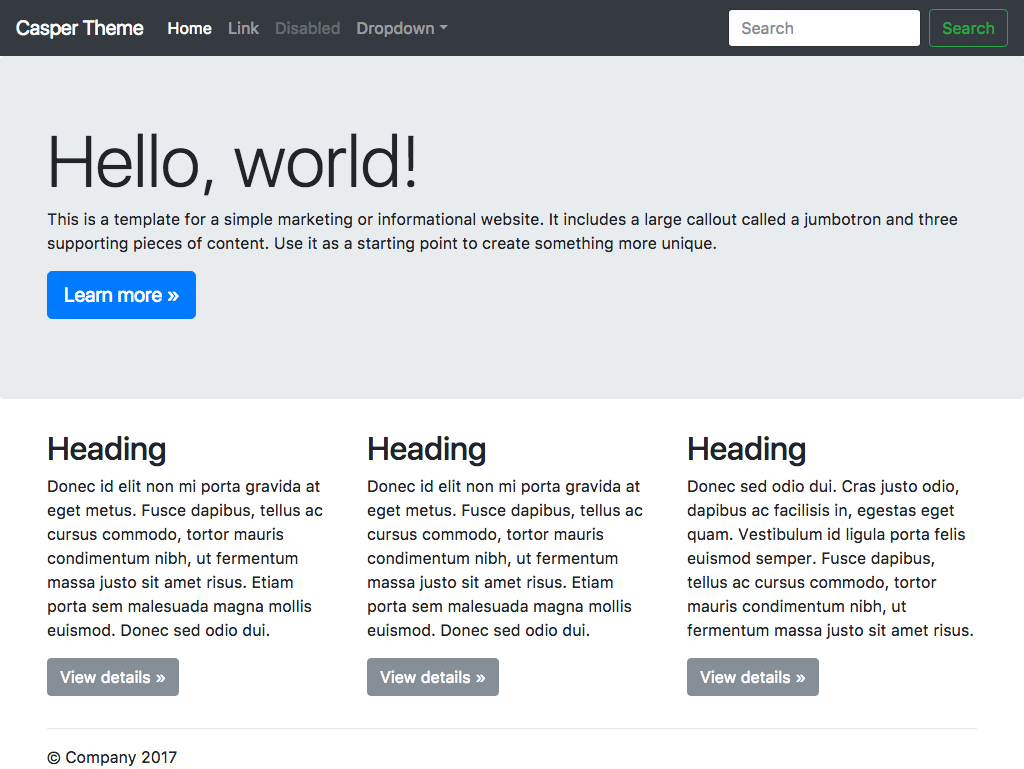 Casper Theme Home Link Disabled Dropdown Search Search
Hello, world!
This is a template for a simple marketing or informational website. It includes a large callout called a jumbotron and three
supporting pieces of content. Use it as a starting point to create something more unique.
Learn more »
Heading
Donec id elit non mi porta gravida at
eget metus. Fusce dapibus, tellus ac
cursus commodo, tortor mauris
condimentum nibh, ut fermentum
massa justo sit amet risus. Etiam
porta sem malesuada magna mollis
euismod. Donec sed odio dui.
View details »
Heading
Donec id elit non mi porta gravida at
eget metus. Fusce dapibus, tellus ac
cursus commodo, tortor mauris
condimentum nibh, ut fermentum
massa justo sit amet risus. Etiam
porta sem malesuada magna mollis
euismod. Donec sed odio dui.
View details »
Heading
Donec sed odio dui. Cras justo odio,
dapibus ac facilisis in, egestas eget
quam. Vestibulum id ligula porta felis
euismod semper. Fusce dapibus,
tellus ac cursus commodo, tortor
mauris condimentum nibh, ut
fermentum massa justo sit amet risus.
View details »
© Company 2017